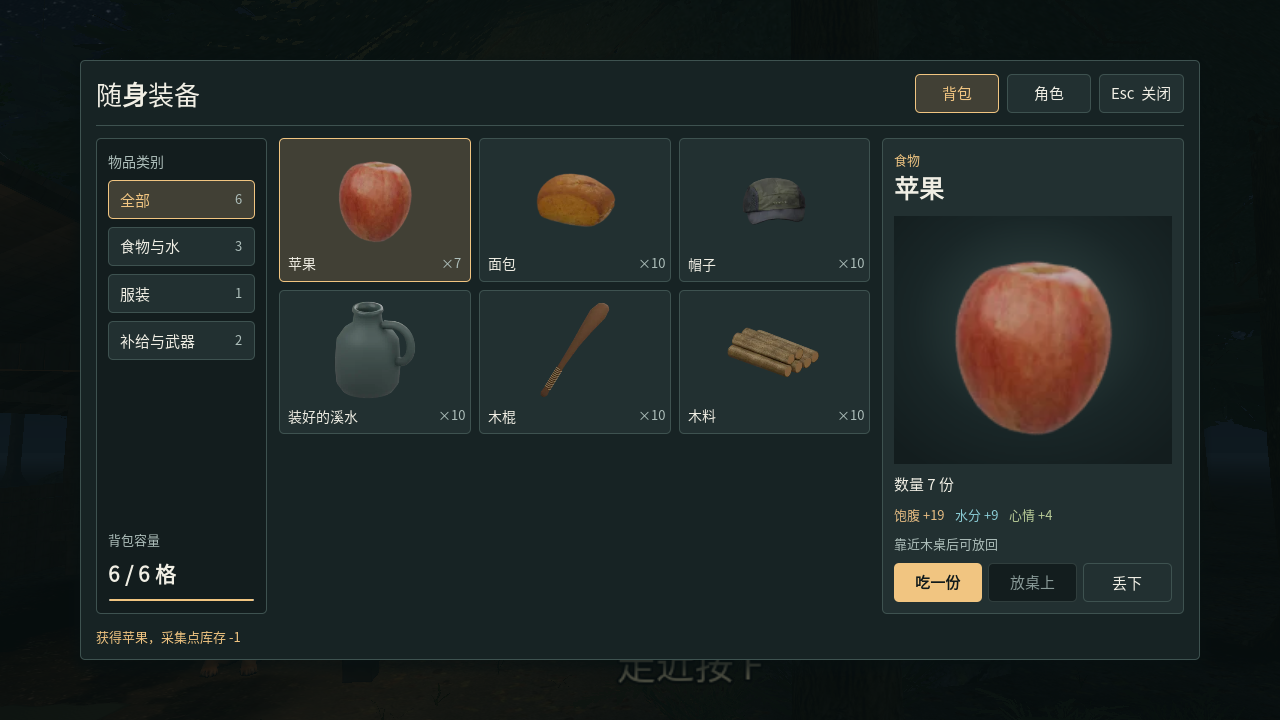 随身装备
背包
角色
Esc 关闭
物品类别
全部 6
食物与水 3
服装 1
补给与武器 2
背包容量
6 / 6 格
苹果 ×7
面包 ×10
帽子 ×10
装好的溪水 ×10
木棍 ×10
木料 ×10
食物
苹果
数量 7 份
饱腹 +19 水分 +9 心情 +4
靠近木桌后可放回
吃一份
放桌上
丢下
获得苹果，采集点库存 -1
走近按 F